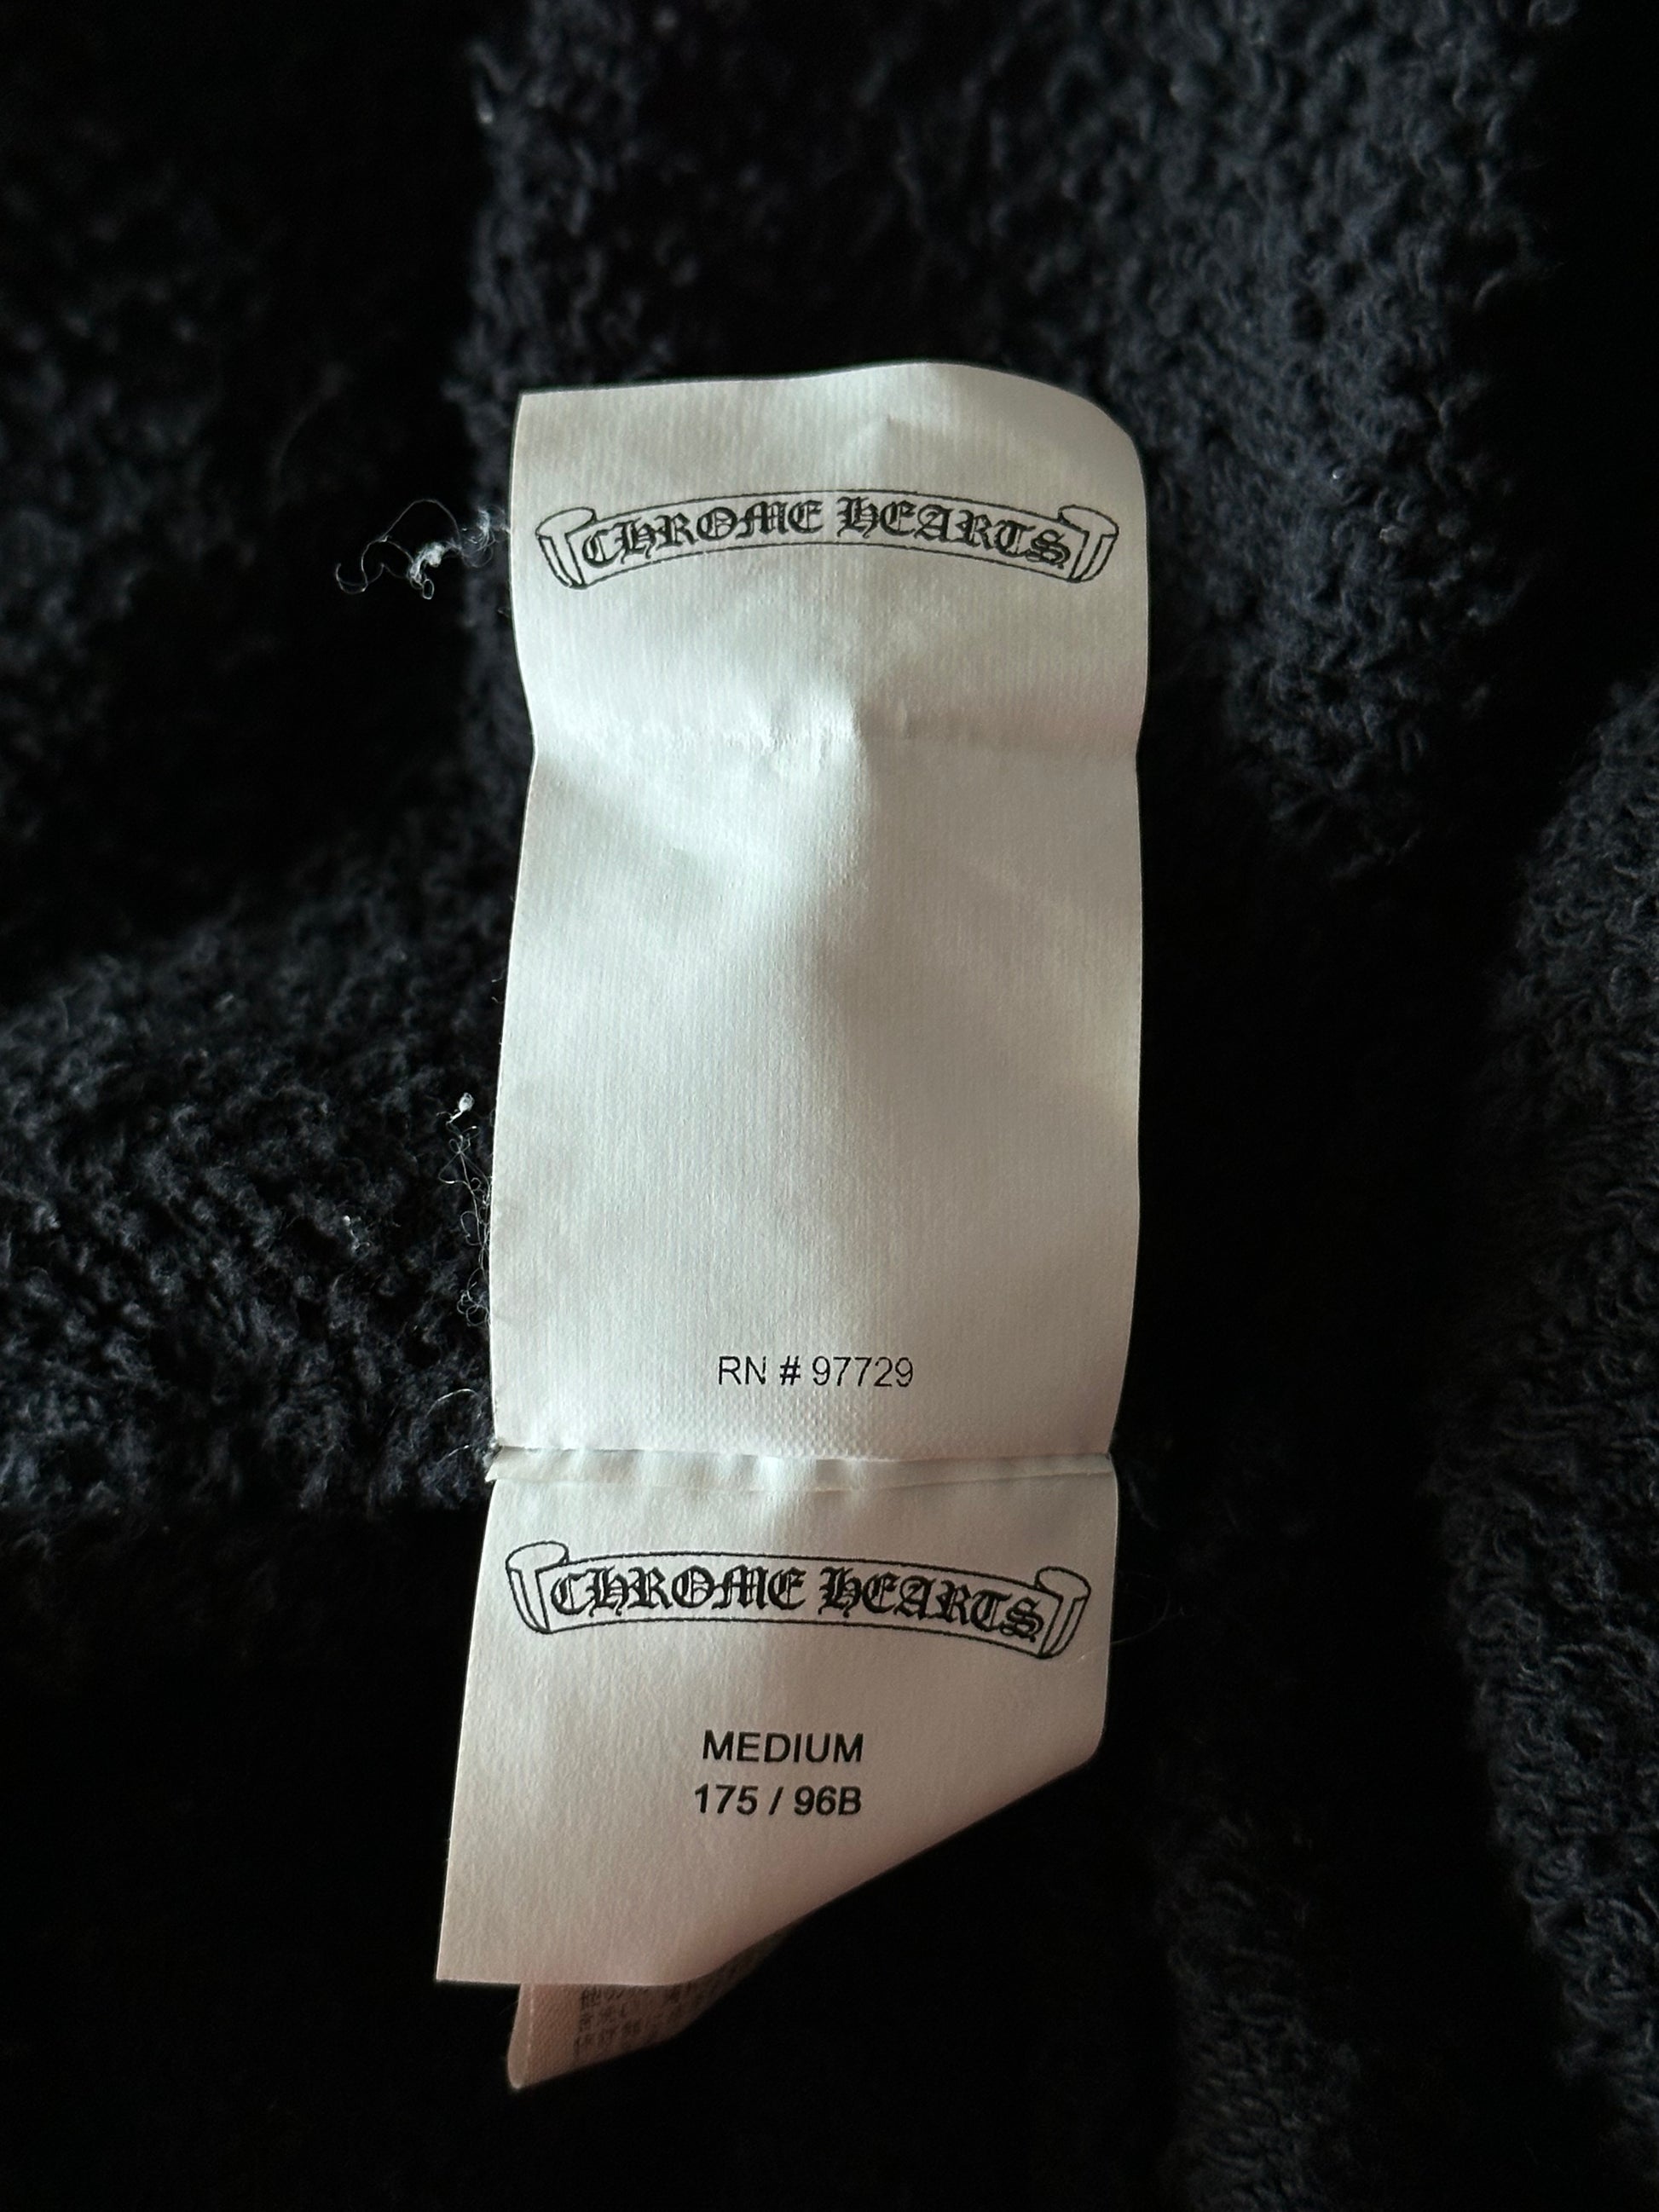 CHROME HEARTS
RN # 97729
CHROME HEARTS
MEDIUM
175 / 96B